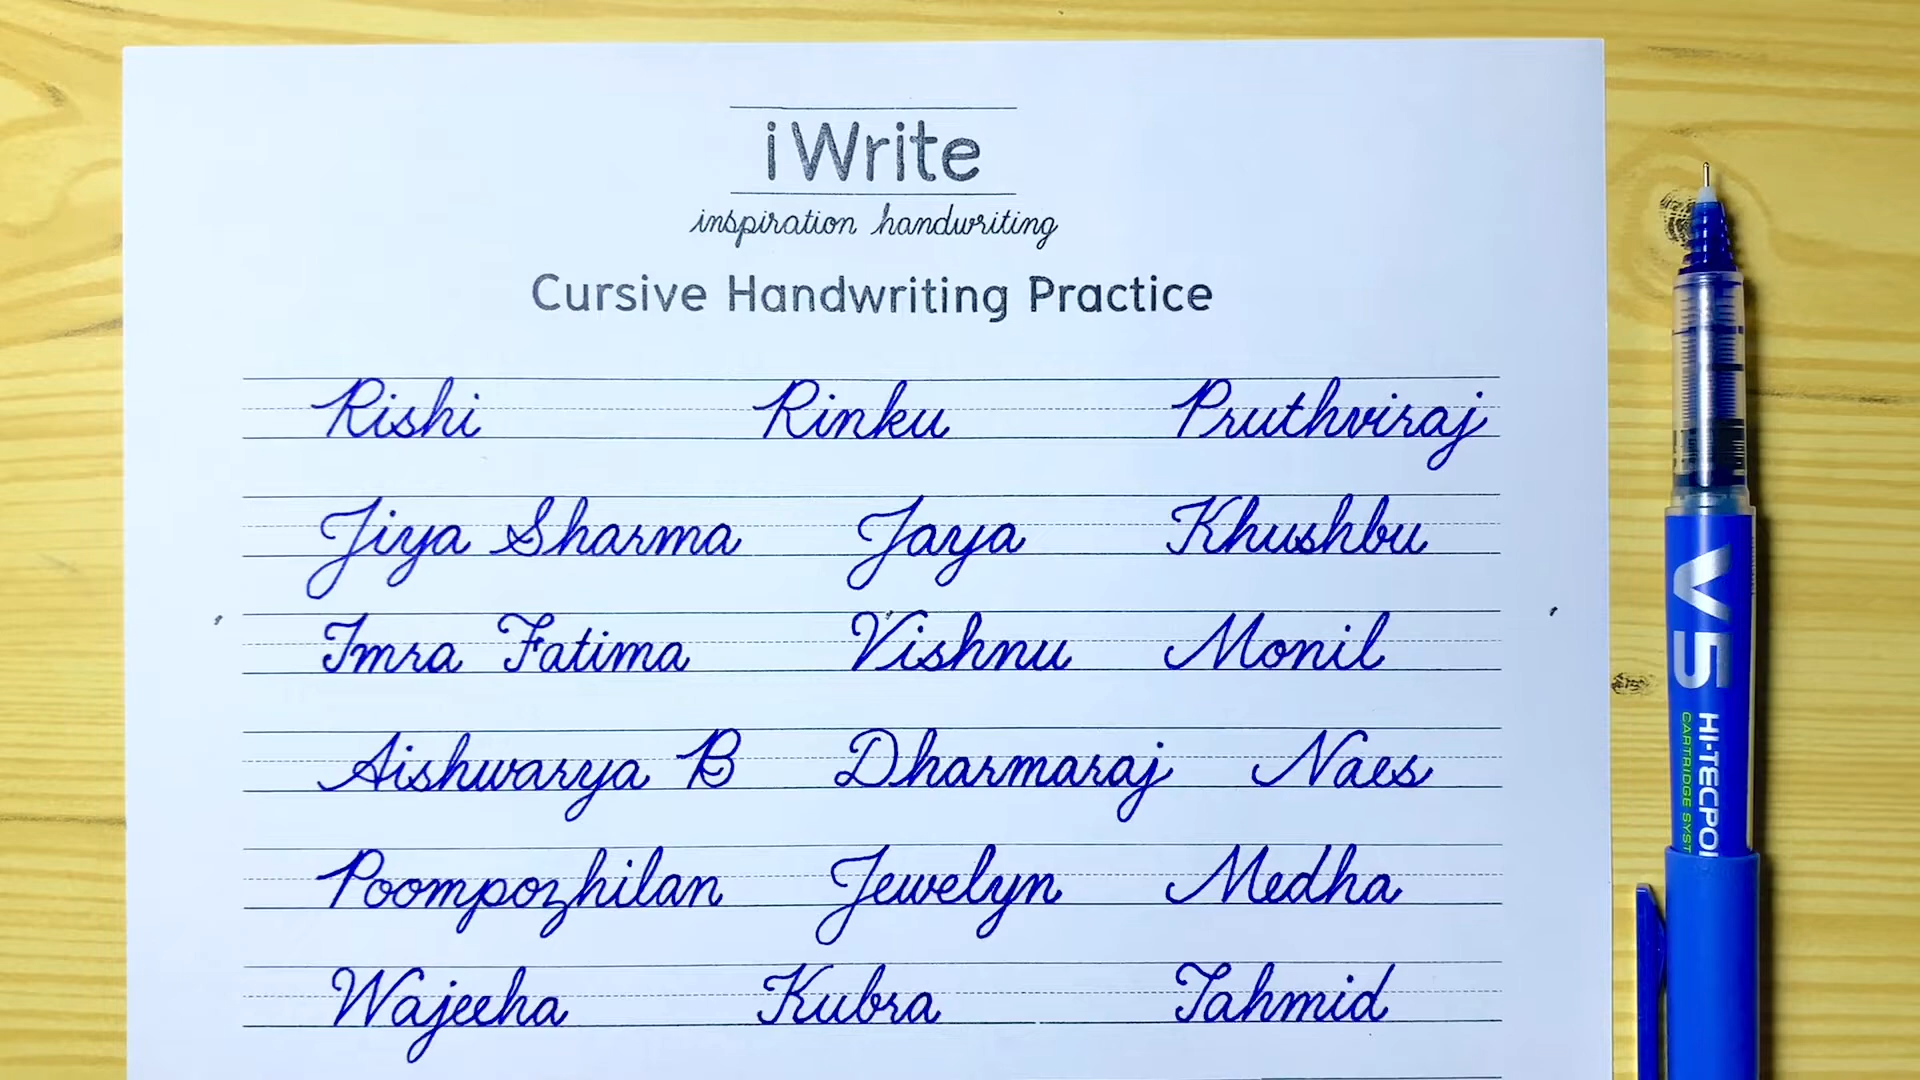 i Write
inspiration handwriting
Cursive Handwriting Practice
Rishi Rinku Pruthviraj
Jiya Sharma Jaya Khushbu
Imra Fatima Vishnu Monil
Aishwarya B Dharmaraj Naes
Poompozhilan Jewelyn Medha
Wajeeha Kubra Tahmid
V5
HI-TECPOI
CARTRIDGE SYST